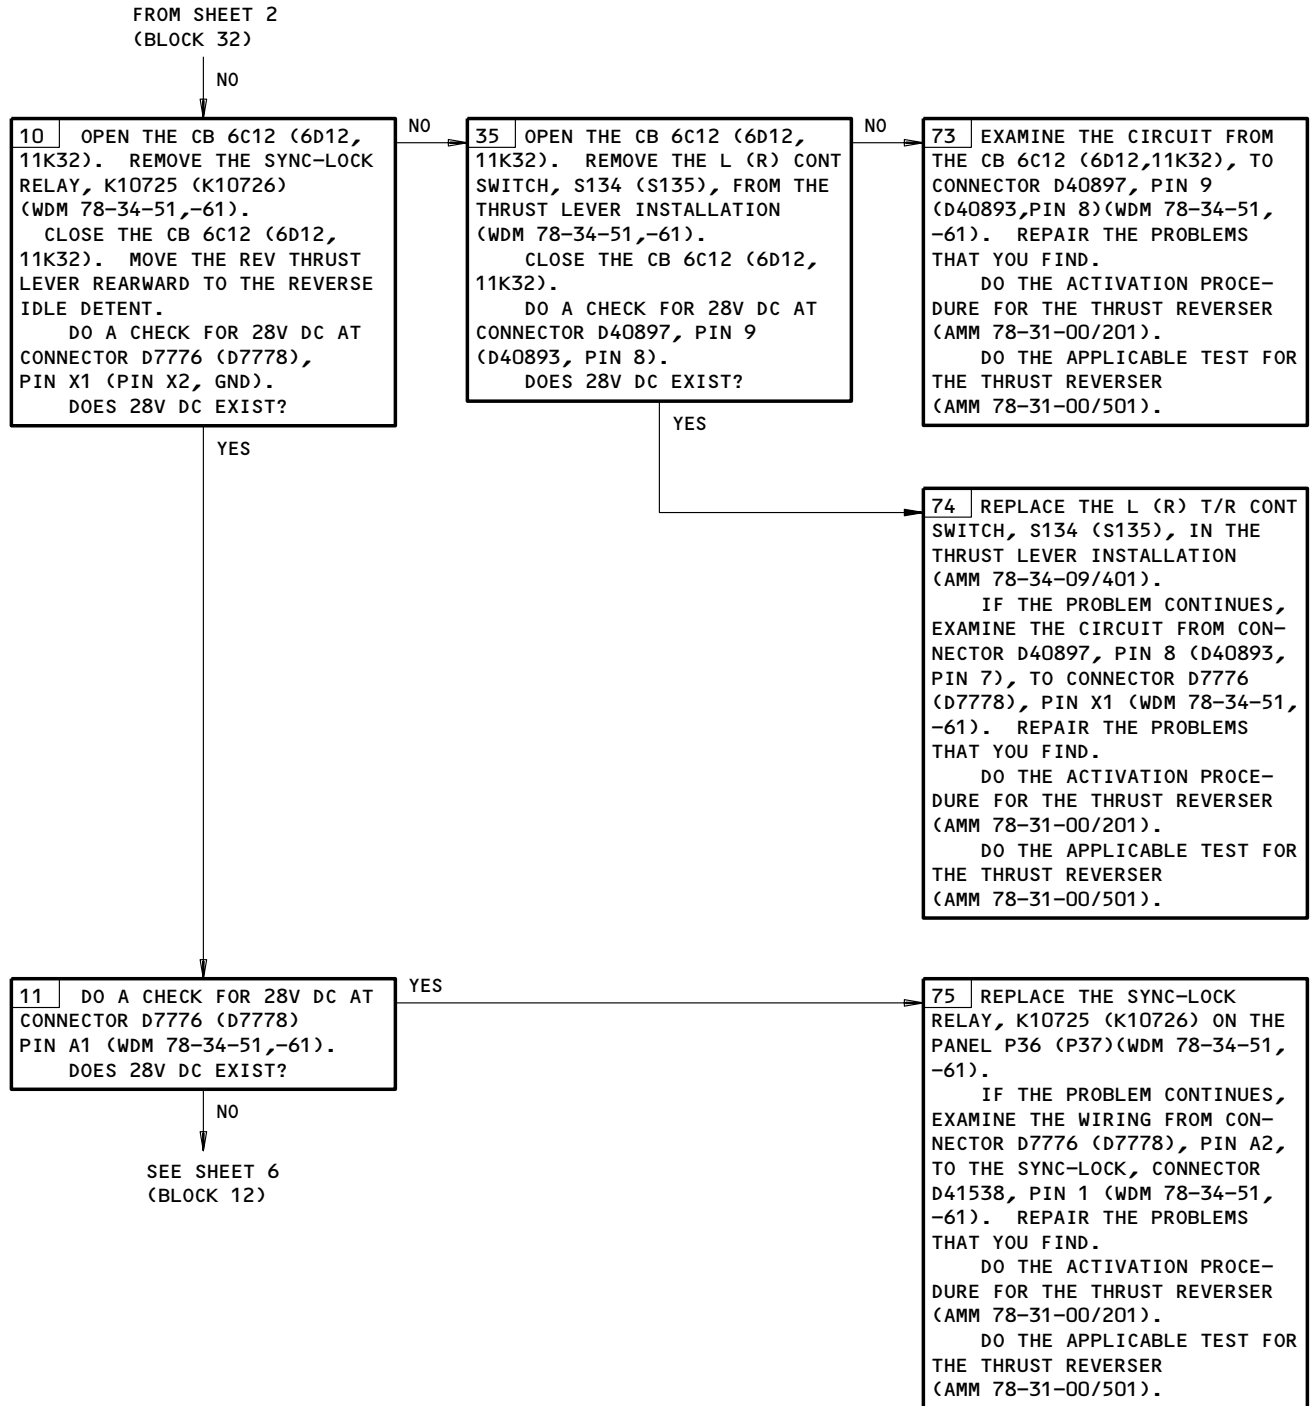 FROM SHEET 2
(BLOCK 32)
NO
10 OPEN THE CB 6C12 (6D12,
11K32). REMOVE THE SYNC-LOCK
RELAY, K10725 (K10726)
(WDM 78-34-51,-61).
CLOSE THE CB 6C12 (6D12,
11K32). MOVE THE REV THRUST
LEVER REARWARD TO THE REVERSE
IDLE DETENT.
DO A CHECK FOR 28V DC AT
CONNECTOR D7776 (D7778),
PIN X1 (PIN X2, GND).
DOES 28V DC EXIST?
NO
YES
35 OPEN THE CB 6C12 (6D12,
11K32). REMOVE THE L (R) CONT
SWITCH, S134 (S135), FROM THE
THRUST LEVER INSTALLATION
(WDM 78-34-51,-61).
CLOSE THE CB 6C12 (6D12,
11K32).
DO A CHECK FOR 28V DC AT
CONNECTOR D40897, PIN 9
(D40893, PIN 8).
DOES 28V DC EXIST?
NO
YES
73 EXAMINE THE CIRCUIT FROM
THE CB 6C12 (6D12,11K32), TO
CONNECTOR D40897, PIN 9
(D40893,PIN 8)(WDM 78-34-51,
-61). REPAIR THE PROBLEMS
THAT YOU FIND.
DO THE ACTIVATION PROCE-
DURE FOR THE THRUST REVERSER
(AMM 78-31-00/201).
DO THE APPLICABLE TEST FOR
THE THRUST REVERSER
(AMM 78-31-00/501).
74 REPLACE THE L (R) T/R CONT
SWITCH, S134 (S135), IN THE
THRUST LEVER INSTALLATION
(AMM 78-34-09/401).
IF THE PROBLEM CONTINUES,
EXAMINE THE CIRCUIT FROM CON-
NECTOR D40897, PIN 8 (D40893,
PIN 7), TO CONNECTOR D7776
(D7778), PIN X1 (WDM 78-34-51,
-61). REPAIR THE PROBLEMS
THAT YOU FIND.
DO THE ACTIVATION PROCE-
DURE FOR THE THRUST REVERSER
(AMM 78-31-00/201).
DO THE APPLICABLE TEST FOR
THE THRUST REVERSER
(AMM 78-31-00/501).
11 DO A CHECK FOR 28V DC AT
CONNECTOR D7776 (D7778)
PIN A1 (WDM 78-34-51,-61).
DOES 28V DC EXIST?
YES
NO
SEE SHEET 6
(BLOCK 12)
75 REPLACE THE SYNC-LOCK
RELAY, K10725 (K10726) ON THE
PANEL P36 (P37)(WDM 78-34-51,
-61).
IF THE PROBLEM CONTINUES,
EXAMINE THE WIRING FROM CON-
NECTOR D7776 (D7778), PIN A2,
TO THE SYNC-LOCK, CONNECTOR
D41538, PIN 1 (WDM 78-34-51,
-61). REPAIR THE PROBLEMS
THAT YOU FIND.
DO THE ACTIVATION PROCE-
DURE FOR THE THRUST REVERSER
(AMM 78-31-00/201).
DO THE APPLICABLE TEST FOR
THE THRUST REVERSER
(AMM 78-31-00/501).